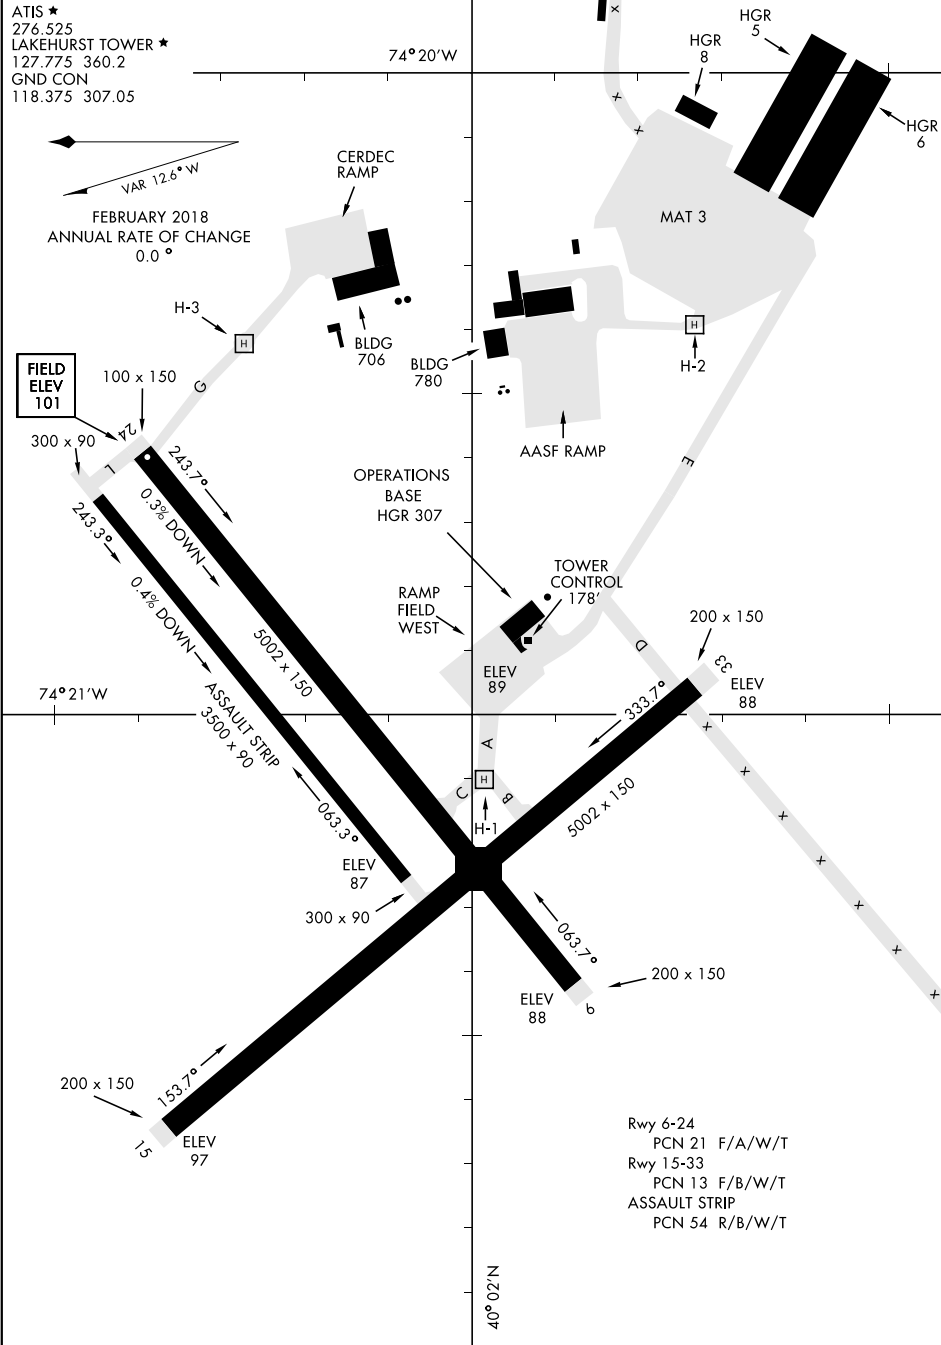 ATIS ★
276.525
LAKEHURST TOWER ★
127.775 360.2
GND CON
118.375 307.05
74°20'W
HGR
5
HGR
8
HGR
6
VAR 12.6° W
FEBRUARY 2018
ANNUAL RATE OF CHANGE
0.0 °
CERDEC
RAMP
MAT 3
H-3
H
BLDG
706
BLDG
780
H
H-2
FIELD
ELEV
101
100 x 150
G
300 x 90
24
L
AASF RAMP
E
243.7°
243.3°
0.3% DOWN
0.4% DOWN
OPERATIONS
BASE
HGR 307
TOWER
CONTROL
178'
RAMP
FIELD
WEST
200 x 150
D
33
5002 x 150
ELEV
89
ELEV
88
74°21'W
ASSAULT STRIP
3500 x 90
333.7°
A
C
H
B
H-1
5002 x 150
063.3°
ELEV
87
300 x 90
063.7°
200 x 150
ELEV
88
6
200 x 150
153.7°
15
ELEV
97
Rwy 6-24
PCN 21 F/A/W/T
Rwy 15-33
PCN 13 F/B/W/T
ASSAULT STRIP
PCN 54 R/B/W/T
40°02'N
x
x
x
x
x
x
x
x
x
x